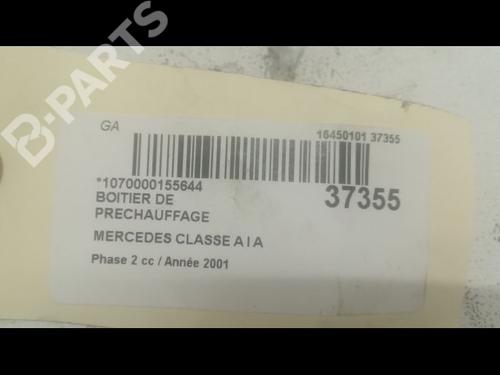 B-PARTS
GA
16450101 37355
*1070000155644
37355
BOITIER DE
PRECHAUFFAGE
MERCEDES CLASSE A I A
Phase 2 cc / Année 2001